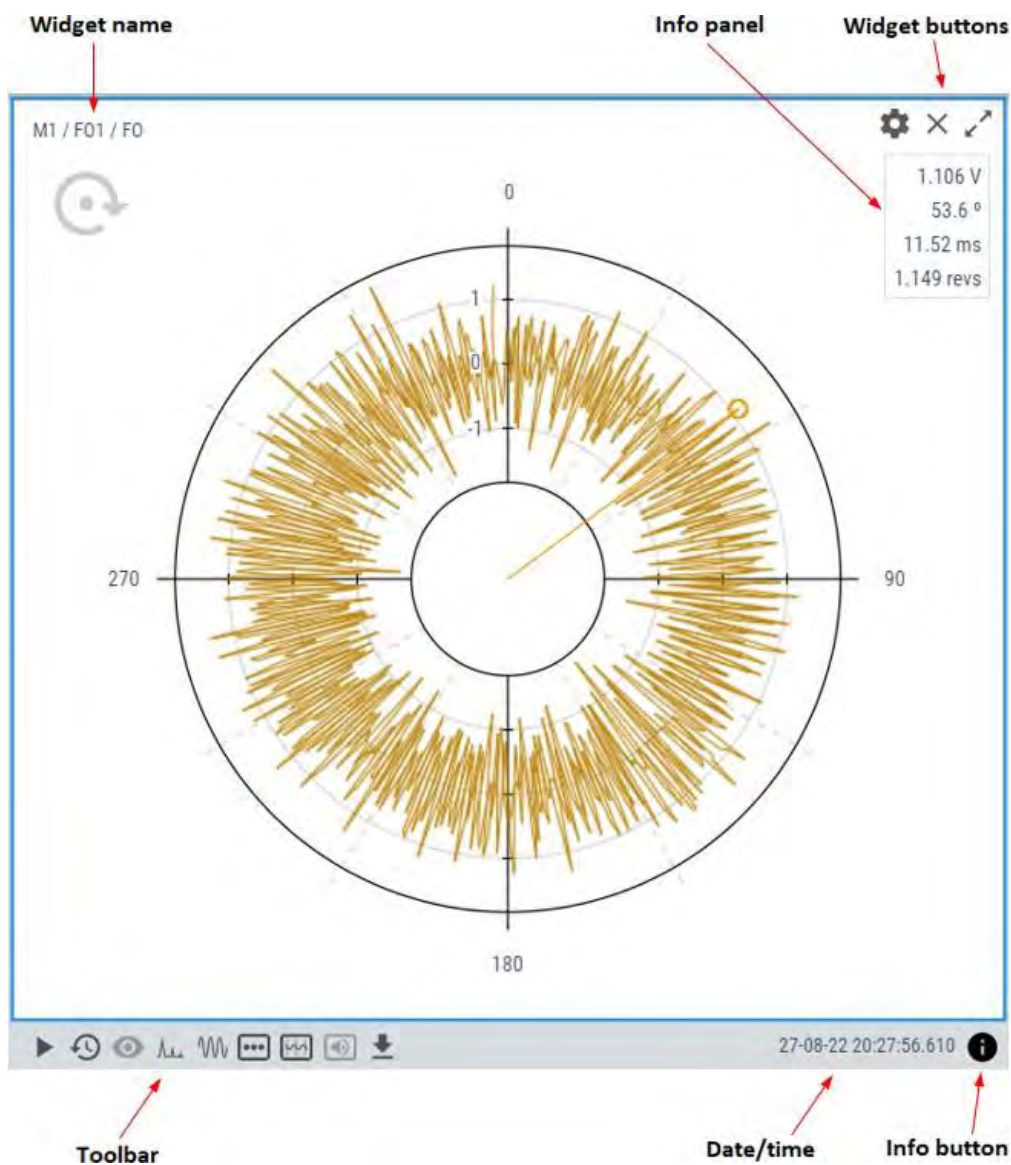 Widget name
Info panel
Widget buttons
M1 / F01 / FO
1.106 V
53.6 º
11.52 ms
1.149 revs
0
1
0
-1
270
90
180
27-08-22 20:27:56.610
Toolbar
Date/time
Info button